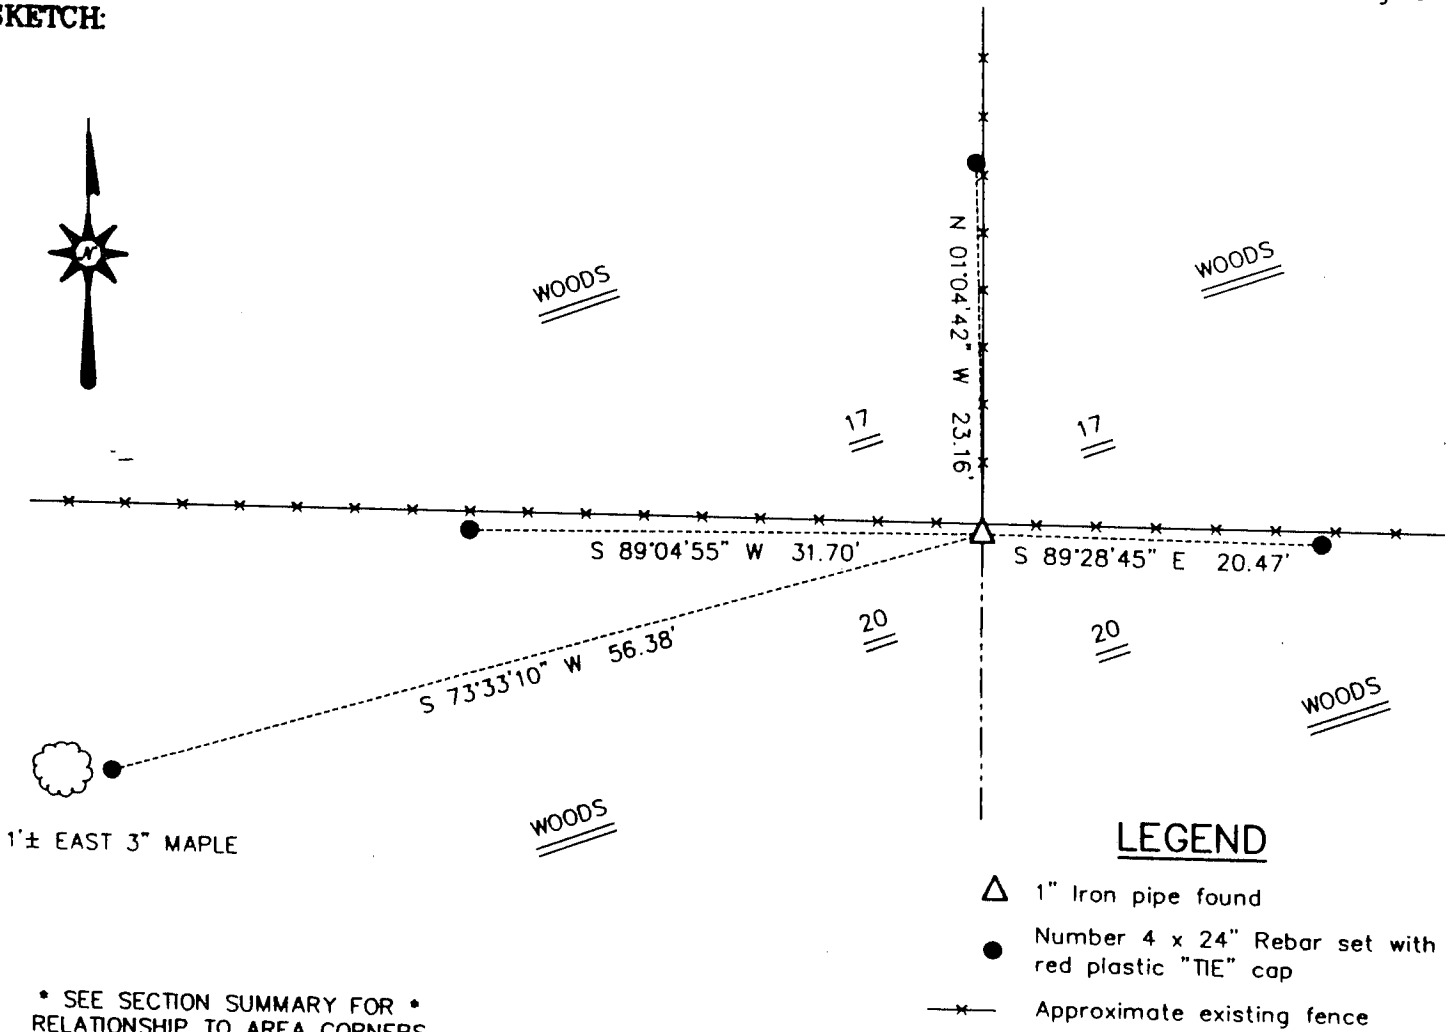 SKETCH:
N
WOODS
WOODS
N 01°04'42" W 23.16'
17
17
S 89°04'55" W 31.70'
S 89°28'45" E 20.47'
20
20
S 73°33'10" W 56.38'
WOODS
WOODS
1'± EAST 3" MAPLE
LEGEND
1" Iron pipe found
Number 4 x 24" Rebar set with
red plastic "TIE" cap
Approximate existing fence
* SEE SECTION SUMMARY FOR *
RELATIONSHIP TO AREA CORNERS